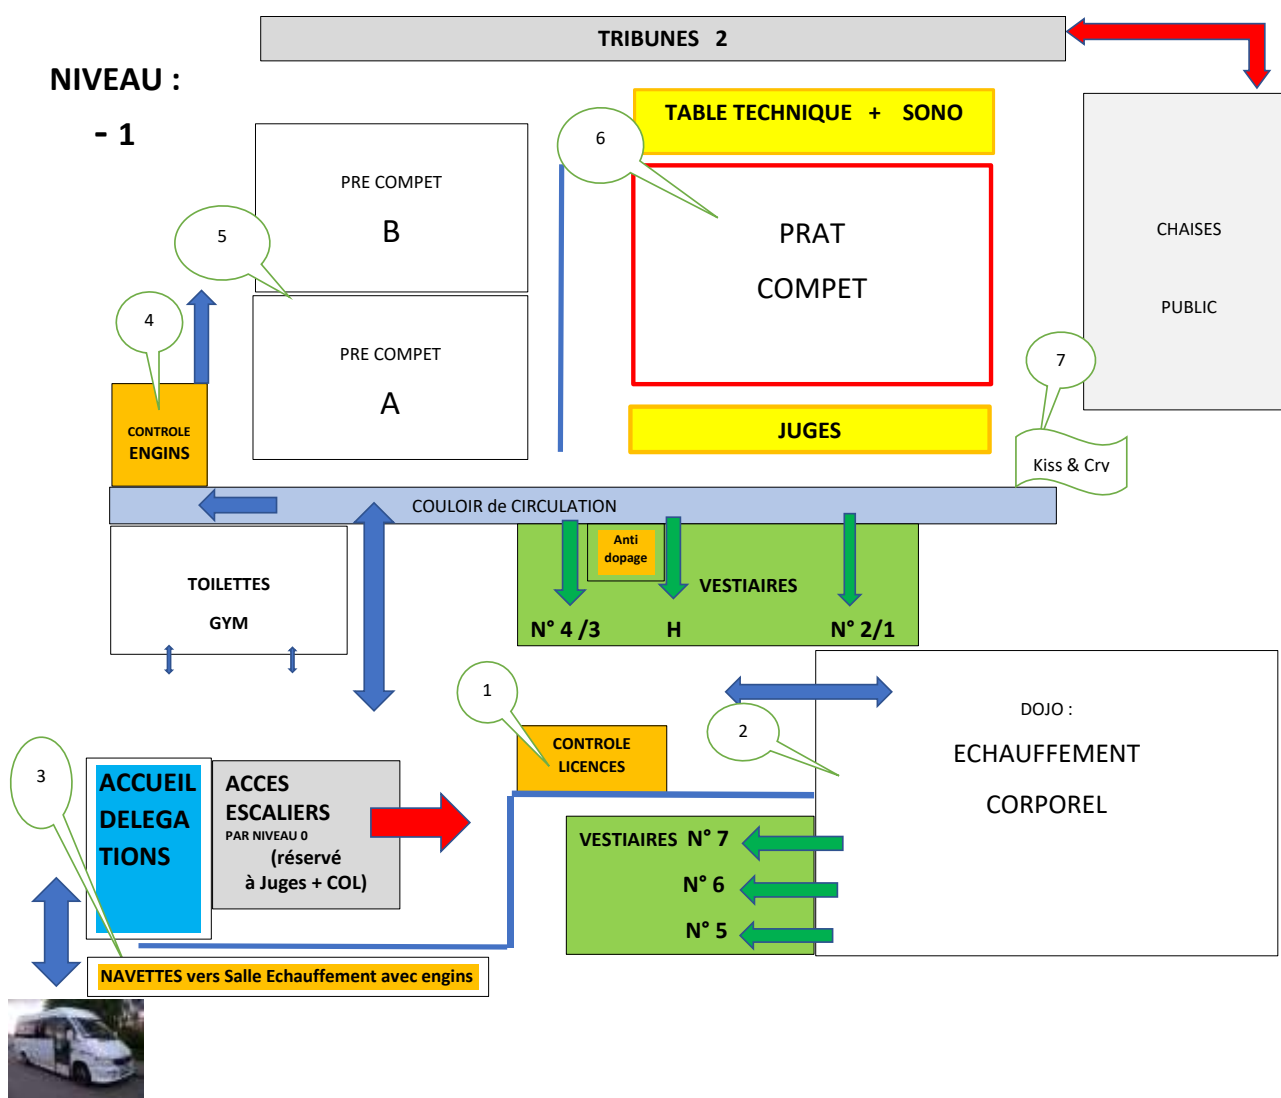 TRIBUNES 2
NIVEAU :
- 1
TABLE TECHNIQUE + SONO
6
PRE COMPET
B
5
PRAT
COMPET
CHAISES
PUBLIC
4
PRE COMPET
A
7
CONTROLE
ENGINS
JUGES
Kiss & Cry
COULOIR de CIRCULATION
Anti
dopage
TOILETTES
GYM
VESTIAIRES
N° 4 /3 H N° 2/1
1
2
DOJO :
ECHAUFFEMENT
CORPOREL
CONTROLE
LICENCES
3
ACCUEIL
DELEGA
TIONS
ACCES
ESCALIERS
PAR NIVEAU 0
(réservé
à Juges + COL)
VESTIAIRES N° 7
N° 6
N° 5
NAVETTES vers Salle Echauffement avec engins